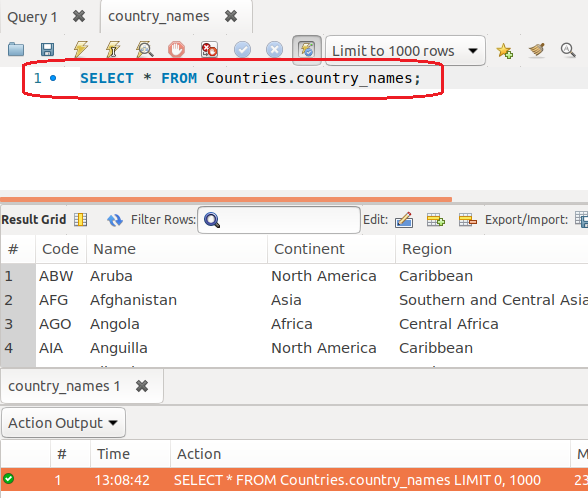 Query 1 country_names
Limit to 1000 rows
1 SELECT * FROM Countries.country_names;
Result Grid Filter Rows: Edit: Export/Import:
# Code Name Continent Region
1 ABW Aruba North America Caribbean
2 AFG Afghanistan Asia Southern and Central Asia
3 AGO Angola Africa Central Africa
4 AIA Anguilla North America Caribbean
country_names 1
Action Output
# Time Action M
1 13:08:42 SELECT * FROM Countries.country_names LIMIT 0, 1000 23